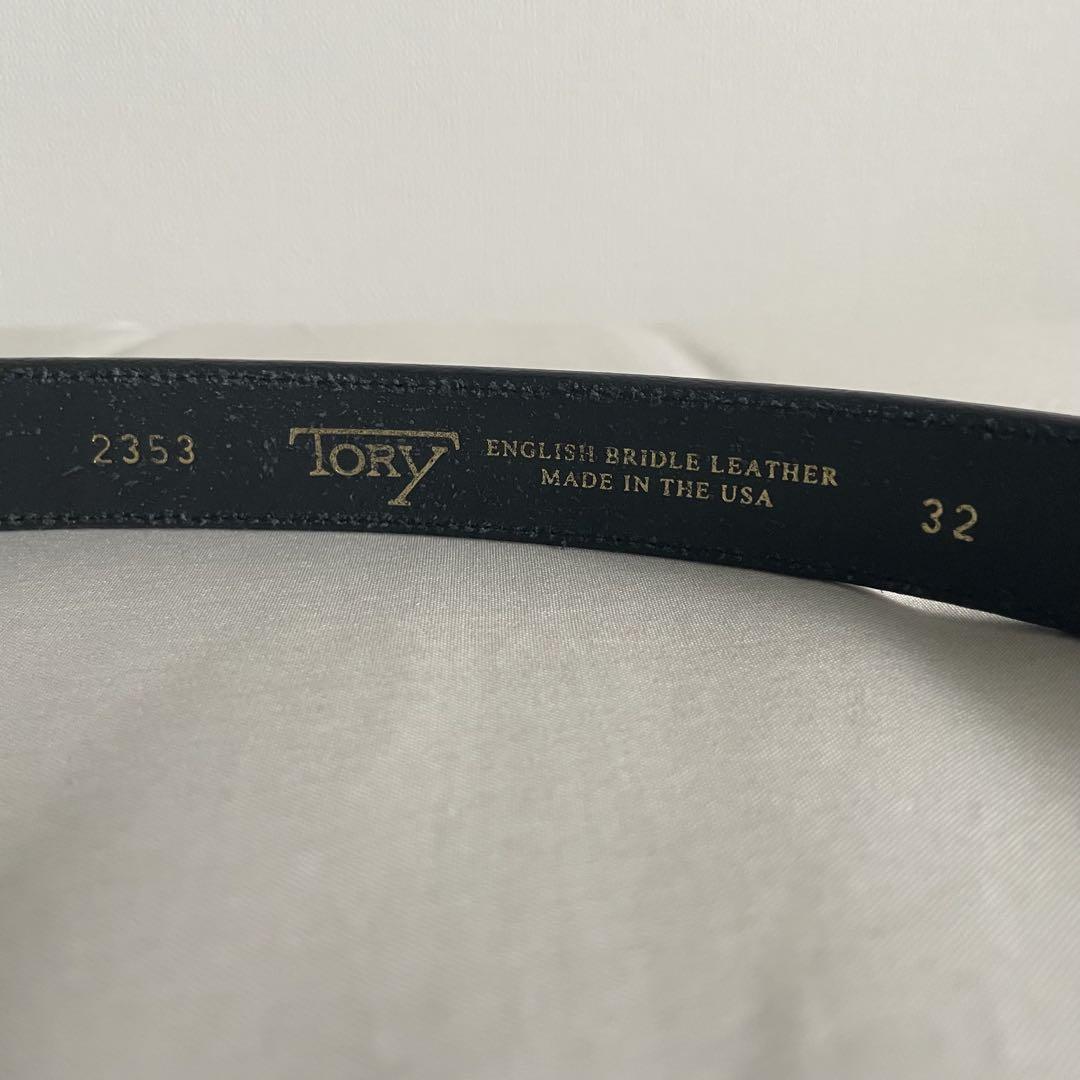 2353
TORY
ENGLISH BRIDLE LEATHER
MADE IN THE USA
32